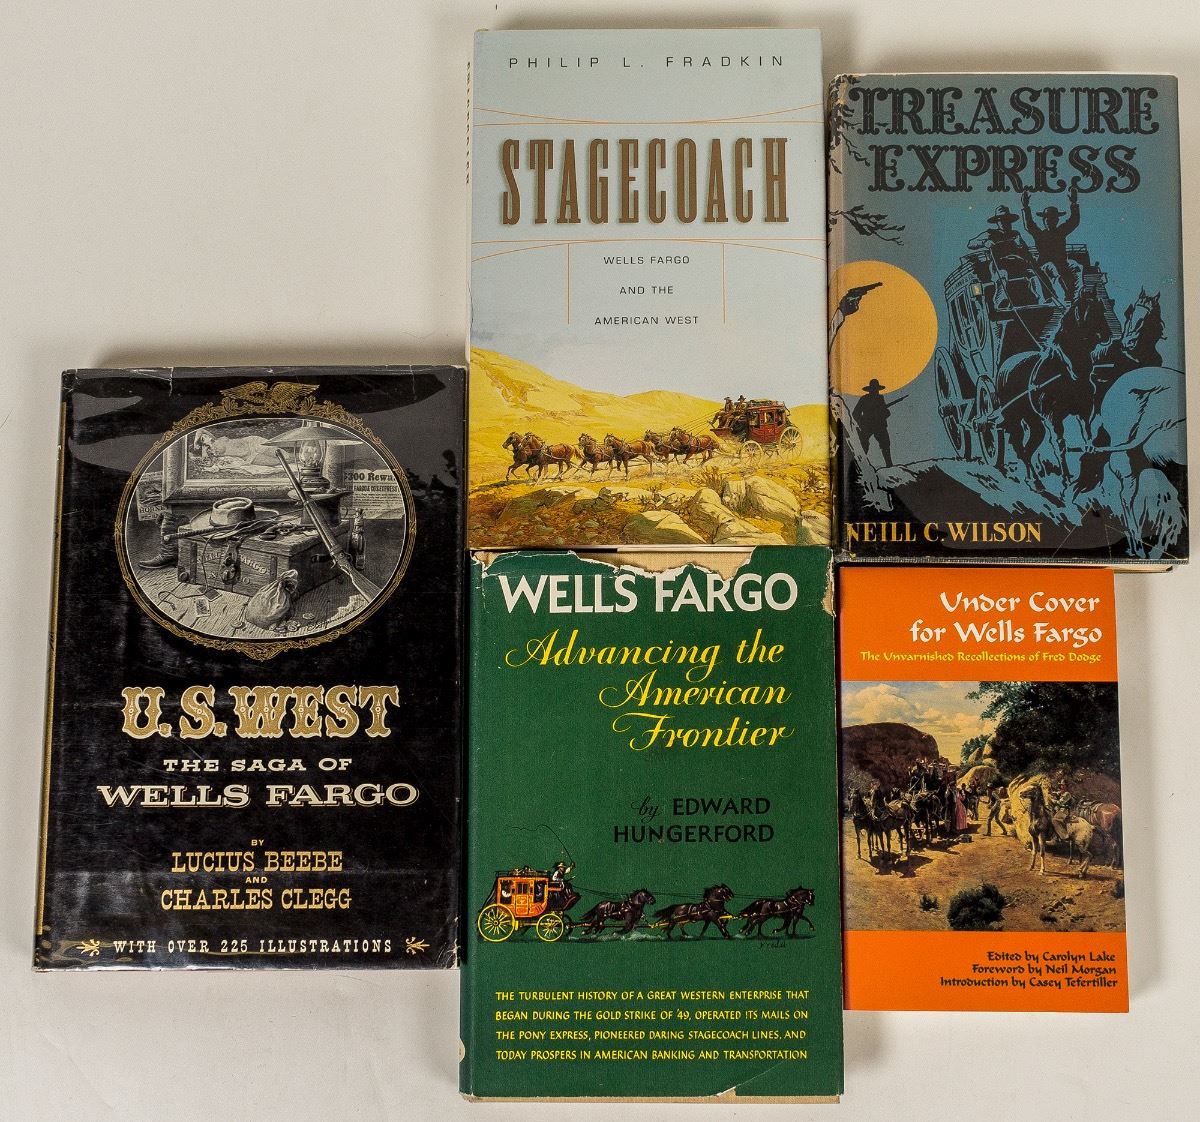 PHILIP L. FRADKIN
STAGECOACH
WELLS FARGO
AND THE
AMERICAN WEST
TREASURE
EXPRESS
NEILL C. WILSON
$300 Rewa
U.S. WEST
THE SAGA OF
WELLS FARGO
BY
LUCIUS BEEBE
AND
CHARLES CLEGG
WITH OVER 225 ILLUSTRATIONS
WELLS FARGO
Advancing the
American
Frontier
by EDWARD
HUNGERFORD
THE TURBULENT HISTORY OF A GREAT WESTERN ENTERPRISE THAT
BEGAN DURING THE GOLD STRIKE OF '49, OPERATED ITS MAILS ON
THE PONY EXPRESS, PIONEERED DARING STAGECOACH LINES, AND
TODAY PROSPERS IN AMERICAN BANKING AND TRANSPORTATION
Under Cover
for Wells Fargo
The Unvarnished Recollections of Fred Dodge
Edited by Carolyn Lake
Foreword by Neil Morgan
Introduction by Casey Tefertiller